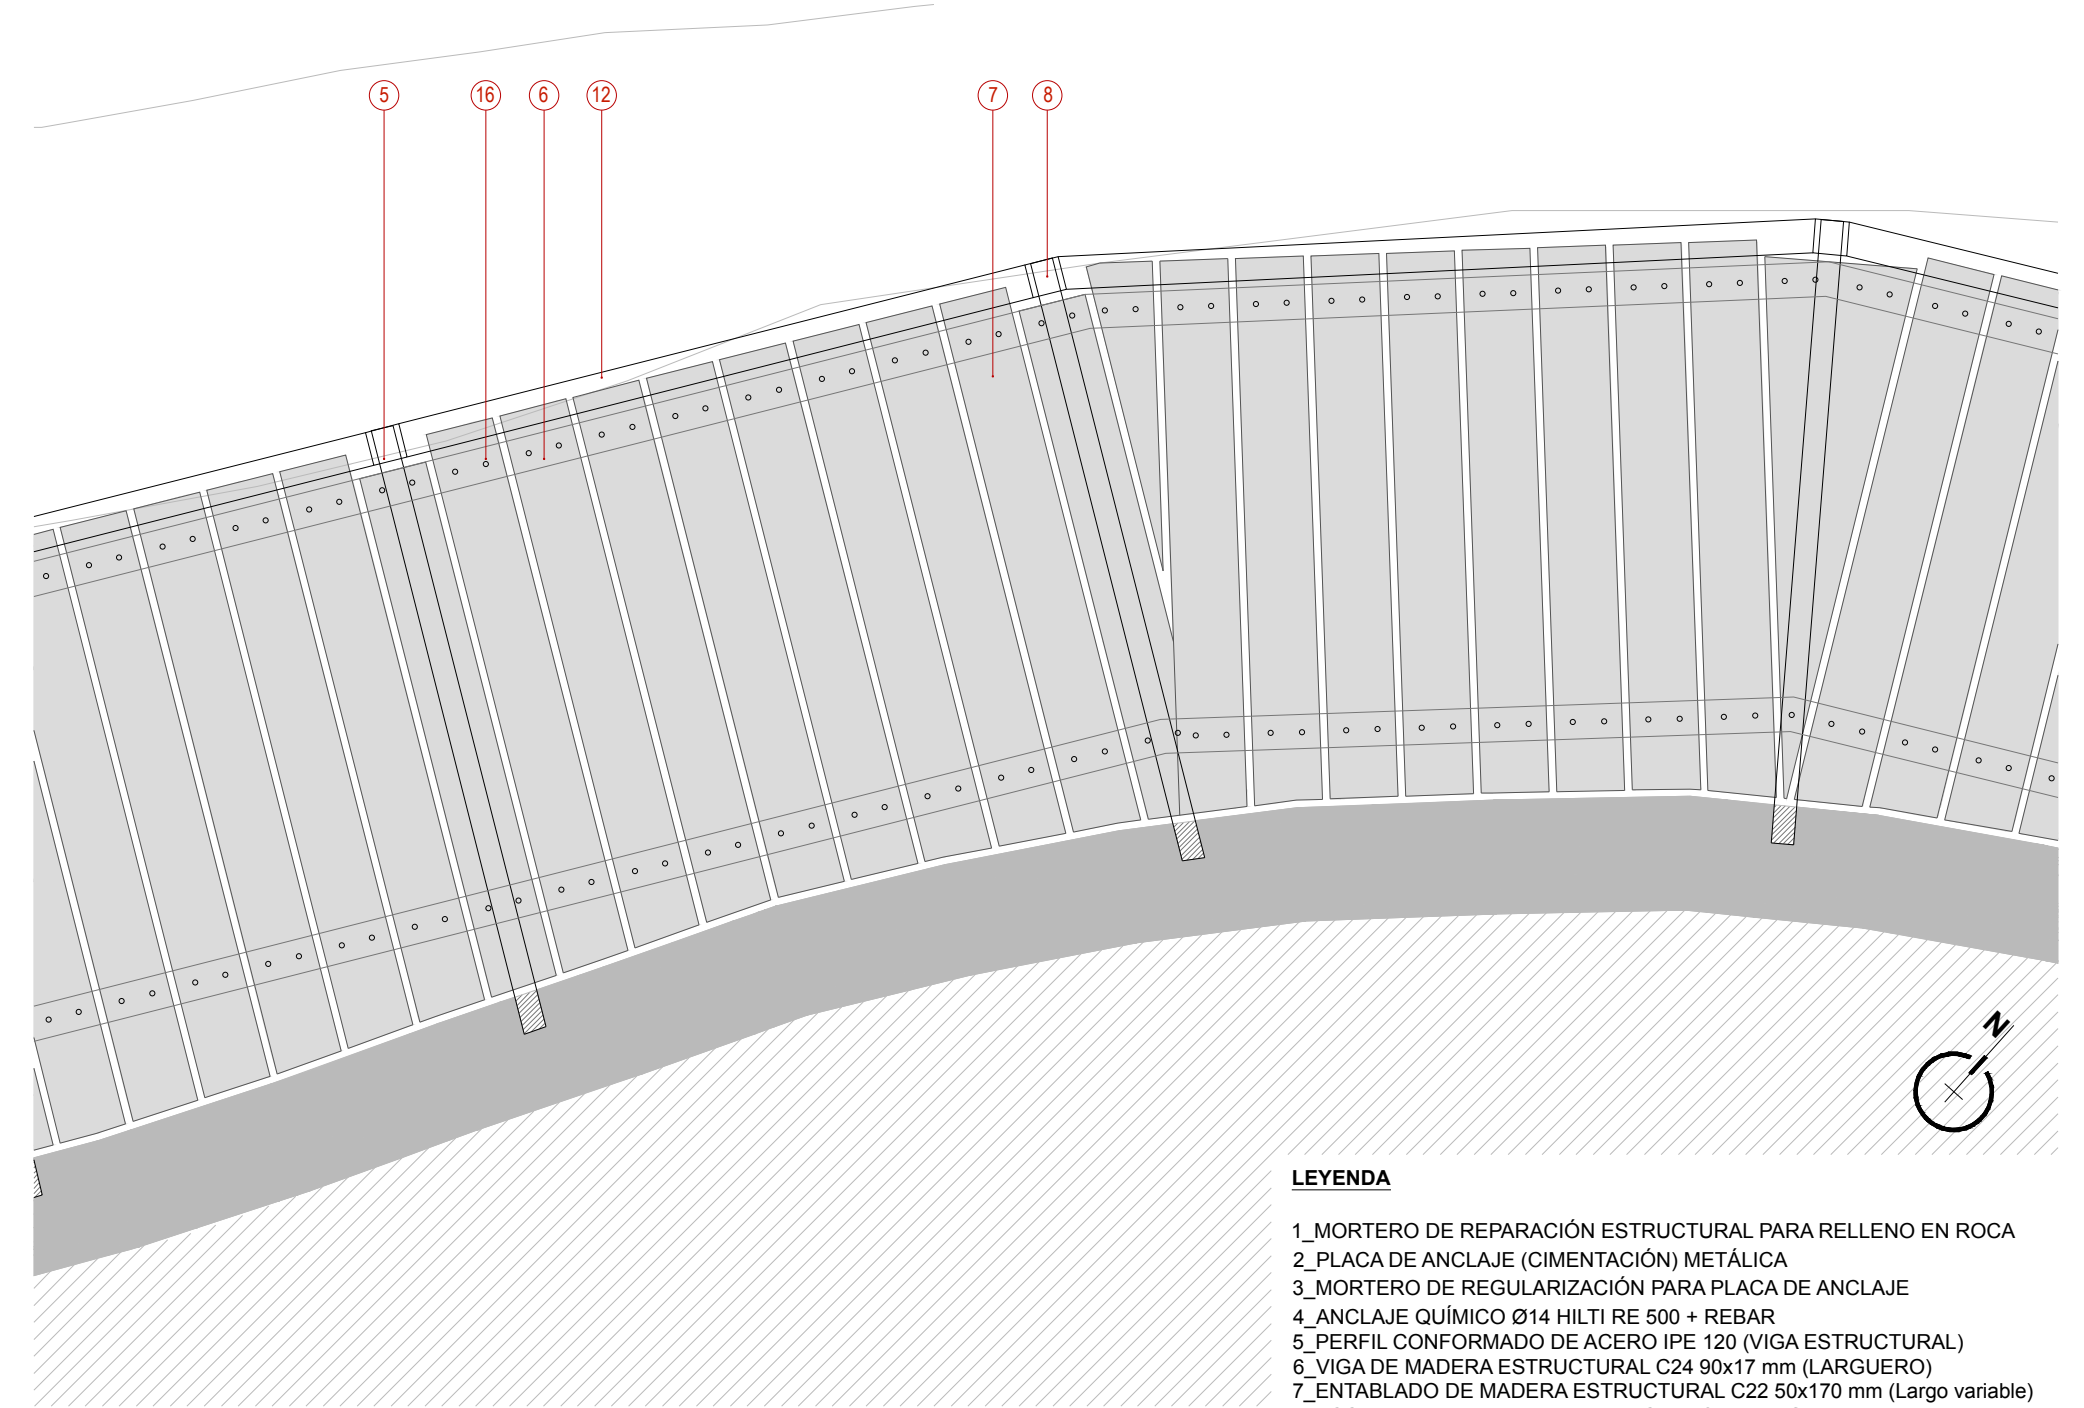 5 16 6 12 7 8
N
LEYENDA
1_MORTERO DE REPARACIÓN ESTRUCTURAL PARA RELLENO EN ROCA
2_PLACA DE ANCLAJE (CIMENTACIÓN) METÁLICA
3_MORTERO DE REGULARIZACIÓN PARA PLACA DE ANCLAJE
4_ANCLAJE QUÍMICO Ø14 HILTI RE 500 + REBAR
5_PERFIL CONFORMADO DE ACERO IPE 120 (VIGA ESTRUCTURAL)
6_VIGA DE MADERA ESTRUCTURAL C24 90x17 mm (LARGUERO)
7_ENTABLADO DE MADERA ESTRUCTURAL C22 50x170 mm (Largo variable)